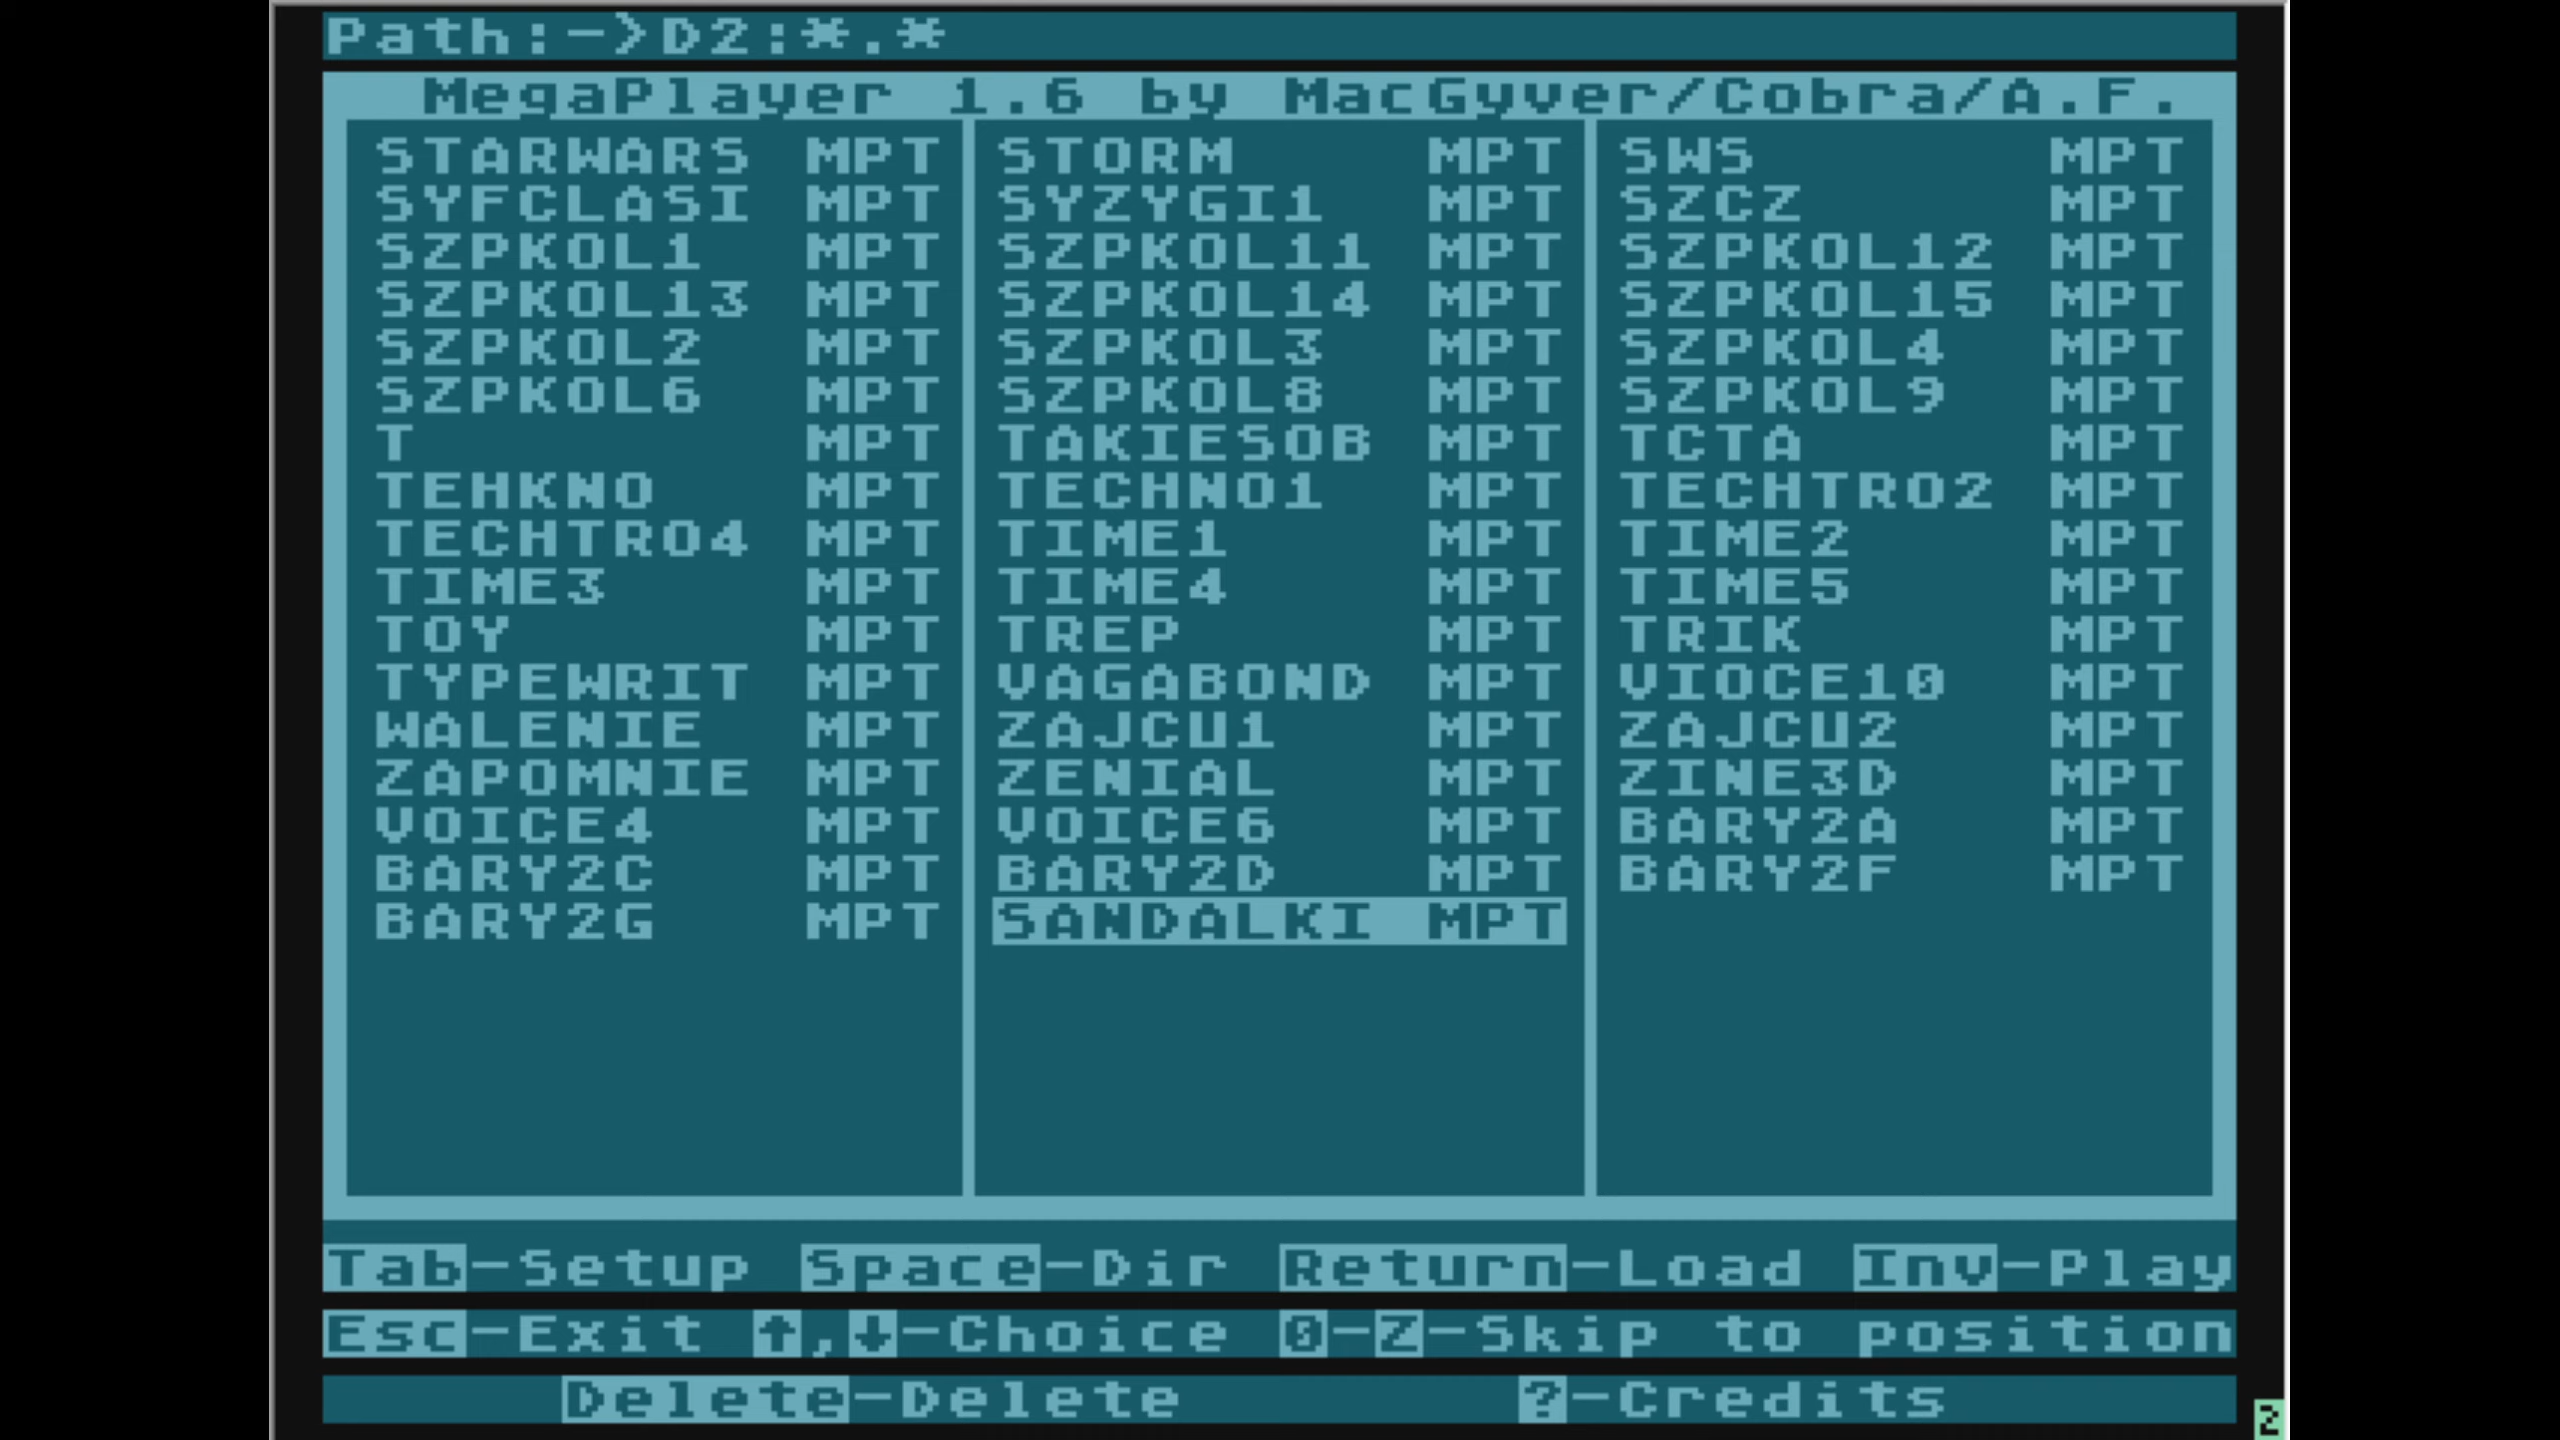 Path:->D2:*.*
MegaPlayer 1.6 by MacGyver/Cobra/A.F.
STARWARS MPT STORM MPT SWS MPT
SYFCLASI MPT SYZYGI1 MPT SZCZ MPT
SZPKOL1 MPT SZPKOL11 MPT SZPKOL12 MPT
SZPKOL13 MPT SZPKOL14 MPT SZPKOL15 MPT
SZPKOL2 MPT SZPKOL3 MPT SZPKOL4 MPT
SZPKOL6 MPT SZPKOL8 MPT SZPKOL9 MPT
T MPT TAKIESOB MPT TCTA MPT
TEHKNO MPT TECHNO1 MPT TECHTRO2 MPT
TECHTRO4 MPT TIME1 MPT TIME2 MPT
TIME3 MPT TIME4 MPT TIME5 MPT
TOY MPT TREP MPT TRIK MPT
TYPEWRIT MPT VAGABOND MPT VIOCE10 MPT
WALENIE MPT ZAJCU1 MPT ZAJCU2 MPT
ZAPOMNIE MPT ZENIAL MPT ZINE3D MPT
VOICE4 MPT VOICE6 MPT BARY2A MPT
BARY2C MPT BARY2D MPT BARY2F MPT
BARY2G MPT SANDALKI MPT
Tab-Setup Space-Dir Return-Load Inv-Play
Esc-Exit ↑,↓-Choice 0-Z-Skip to position
Delete-Delete ?-Credits
2